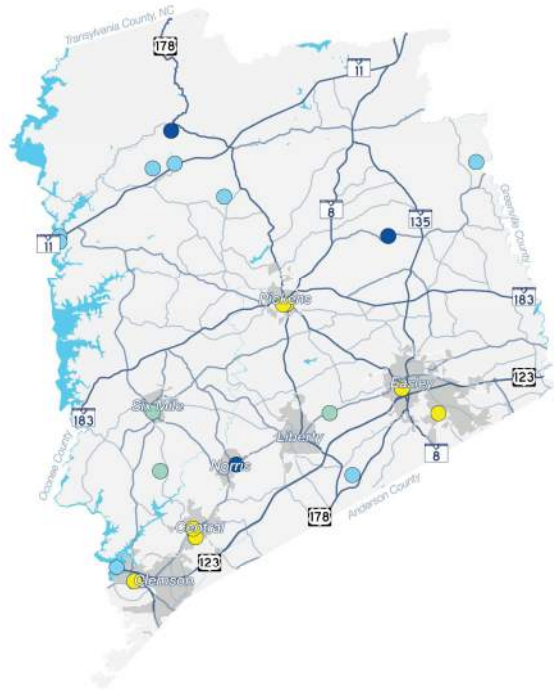 Transylvania County, NC
178
11
8
135
Greenville County
11
Pickens
183
Easley
123
Six Mile
183
Liberty
Oconee County
Norris
8
Anderson County
178
Central
123
Clemson